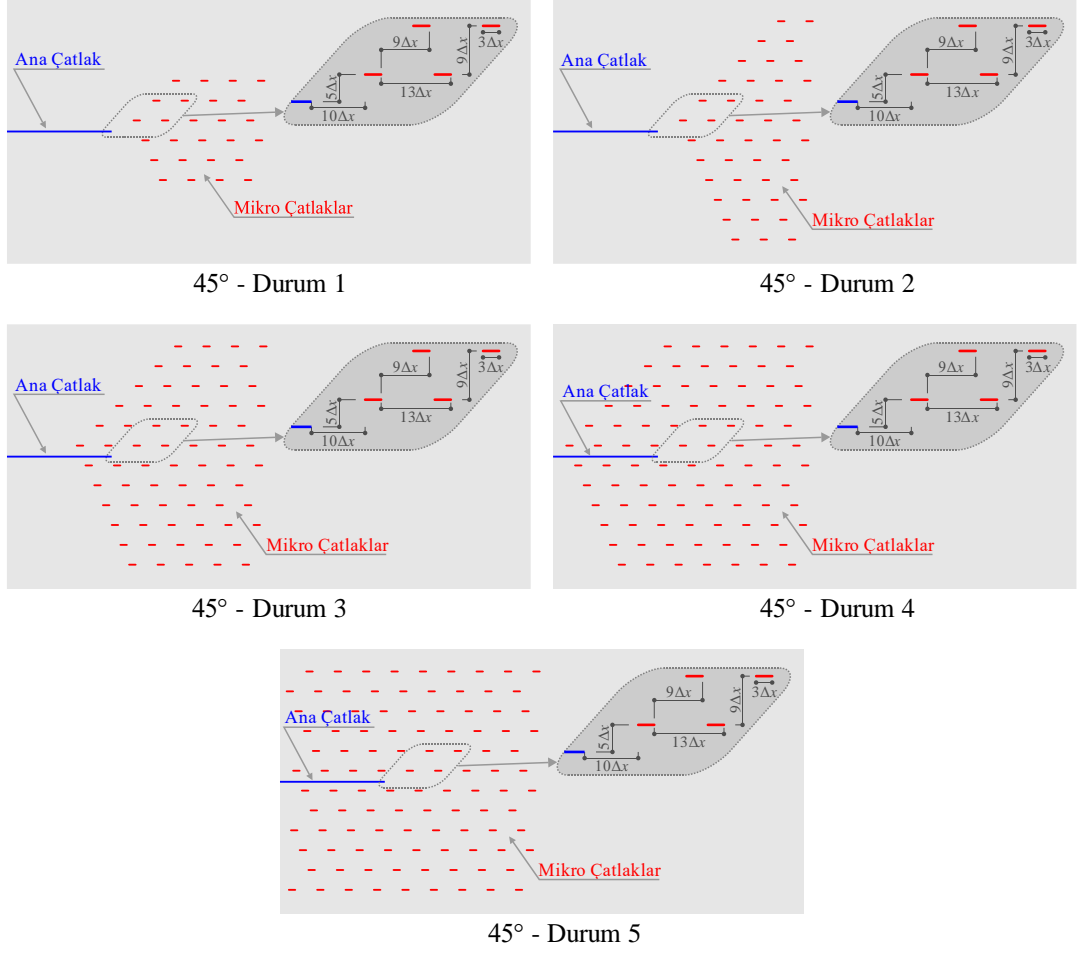 Ana Çatlak
9Δx
9Δx
3Δx
5Δx
13Δx
10Δx
Mikro Çatlaklar
45° - Durum 1
Ana Çatlak
9Δx
9Δx
3Δx
5Δx
13Δx
10Δx
Mikro Çatlaklar
45° - Durum 2
Ana Çatlak
9Δx
9Δx
3Δx
5Δx
13Δx
10Δx
Mikro Çatlaklar
45° - Durum 3
Ana Çatlak
9Δx
9Δx
3Δx
5Δx
13Δx
10Δx
Mikro Çatlaklar
45° - Durum 4
Ana Çatlak
9Δx
9Δx
3Δx
5Δx
13Δx
10Δx
Mikro Çatlaklar
45° - Durum 5